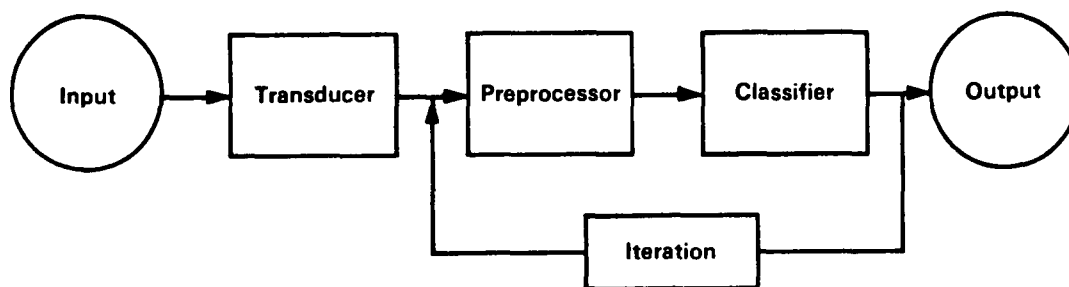 Input
Transducer
Preprocessor
Classifier
Output
Iteration